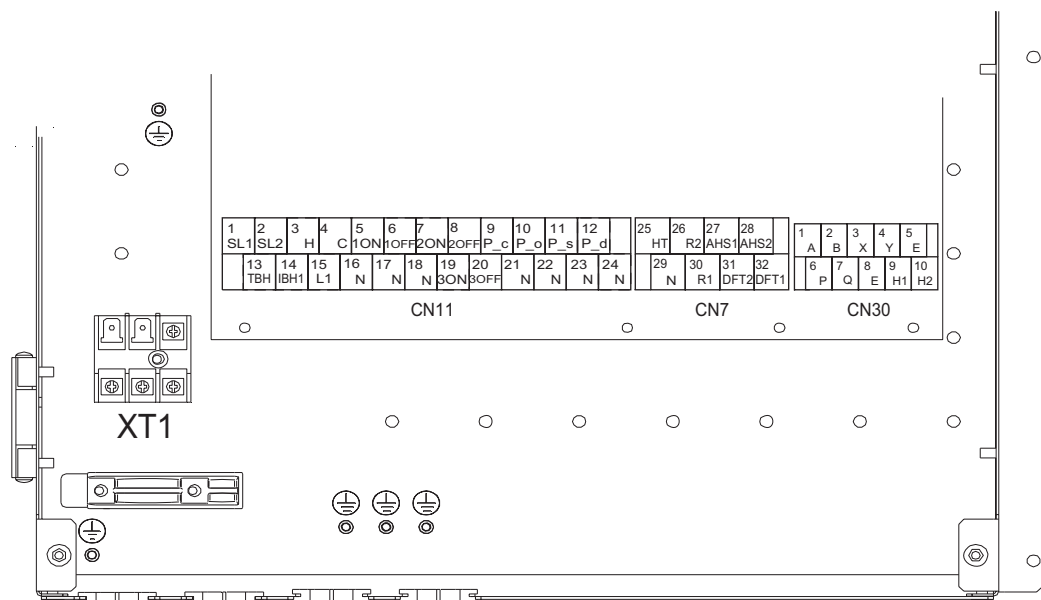 1 2 3 4 5 6 7 8 9 10 11 12
SL1 SL2 H C 1ON 1OFF 2ON 2OFF P_c P_o P_s P_d
13 14 15 16 17 18 19 20 21 22 23 24
TBH IBH1 L1 N N N 3ON 3OFF N N N N
CN11
25 26 27 28
HT R2 AHS1 AHS2
29 30 31 32
N R1 DFT2 DFT1
CN7
1 2 3 4 5
A B X Y E
6 7 8 9 10
P Q E H1 H2
CN30
XT1